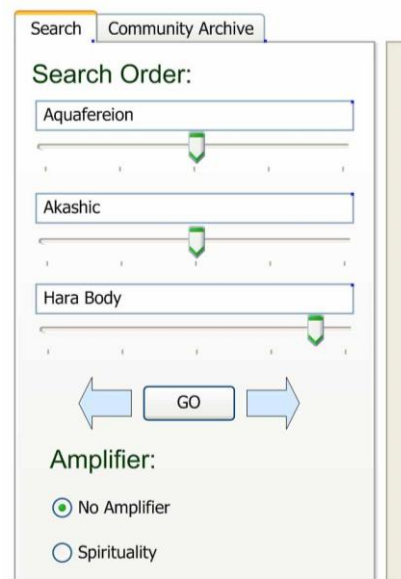 Search Community Archive
Search Order:
Aquafereion
Akashic
Hara Body
GO
Amplifier:
No Amplifier
Spirituality